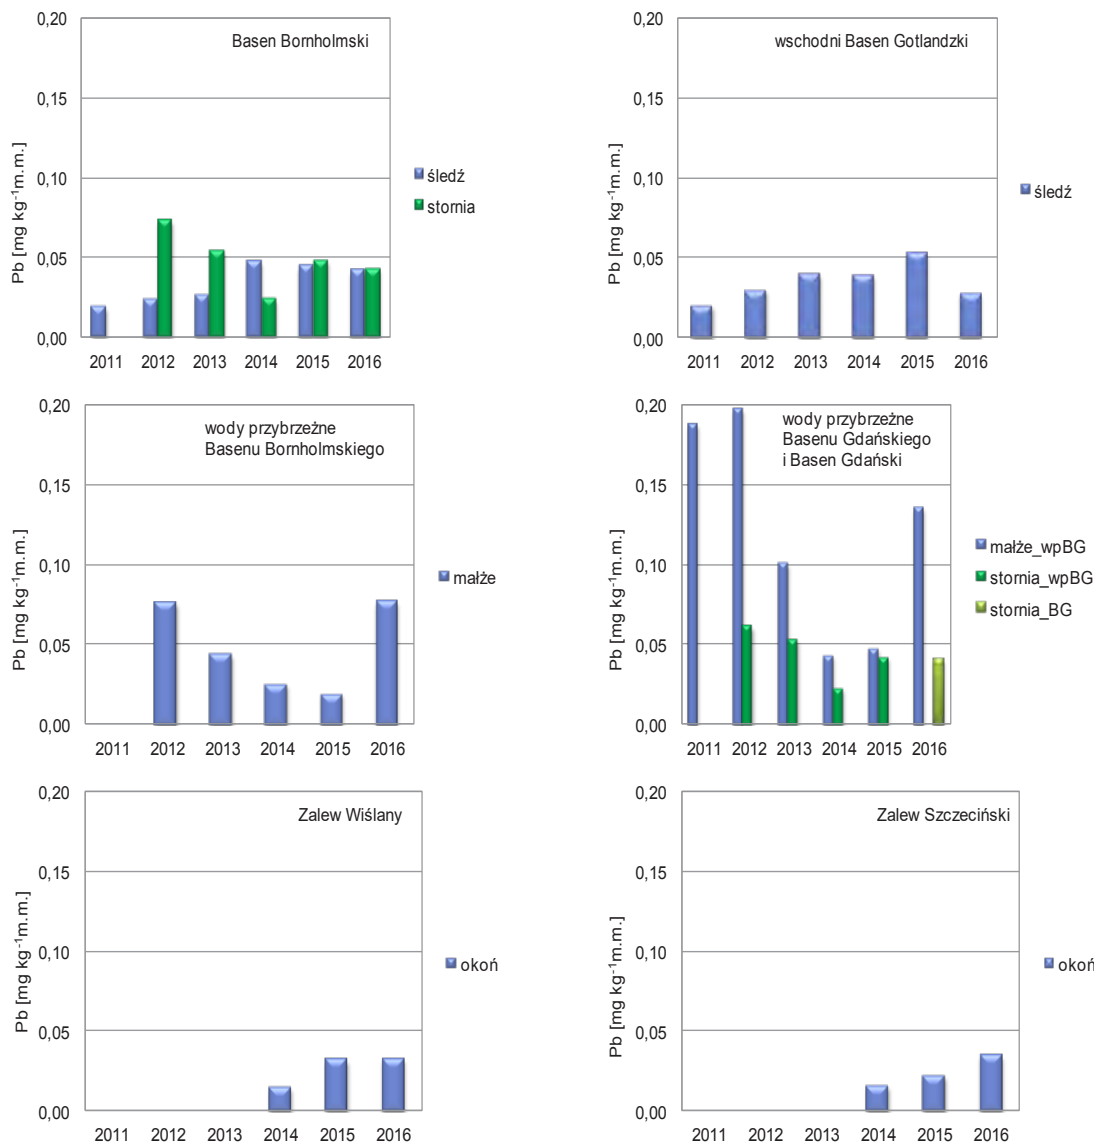 Basen Bornholmski
Pb [mg kg⁻¹m.m.]
0,20
0,15
0,10
0,05
0,00
2011 2012 2013 2014 2015 2016
śledź
stornia
wschodni Basen Gotlandzki
Pb [mg kg⁻¹m.m.]
0,20
0,15
0,10
0,05
0,00
2011 2012 2013 2014 2015 2016
śledź
wody przybrzeżne
Basenu Bornholmskiego
Pb [mg kg⁻¹m.m.]
0,20
0,15
0,10
0,05
0,00
2011 2012 2013 2014 2015 2016
małże
wody przybrzeżne
Basenu Gdańskiego
i Basen Gdański
Pb [mg kg⁻¹m.m.]
0,20
0,15
0,10
0,05
0,00
2011 2012 2013 2014 2015 2016
małże_wpBG
stornia_wpBG
stornia_BG
Zalew Wiślany
Pb [mg kg⁻¹m.m.]
0,20
0,15
0,10
0,05
0,00
2011 2012 2013 2014 2015 2016
okoń
Zalew Szczeciński
Pb [mg kg⁻¹m.m.]
0,20
0,15
0,10
0,05
0,00
2011 2012 2013 2014 2015 2016
okoń